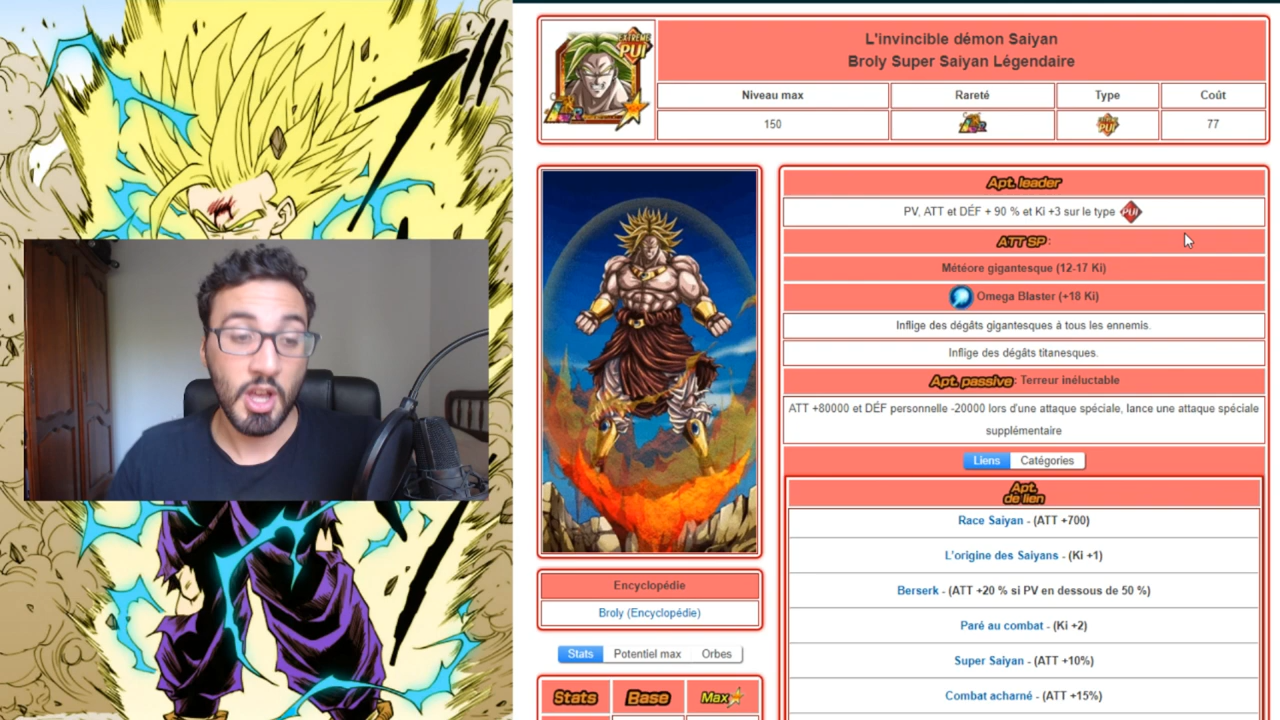 EXTREME
PUI
L'invincible démon Saiyan
Broly Super Saiyan Légendaire
Niveau max
Rareté
Type
Coût
150
PUI
77
Apt. leader
PV, ATT et DÉF + 90 % et Ki +3 sur le type PUI
ATT SP:
Météore gigantesque (12-17 Ki)
Omega Blaster (+18 Ki)
Inflige des dégâts gigantesques à tous les ennemis.
Inflige des dégâts titanesques.
Apt. passive: Terreur inéluctable
ATT +80000 et DÉF personnelle -20000 lors d'une attaque spéciale, lance une attaque spéciale
supplémentaire
Liens Catégories
Apt.
de lien
Race Saiyan - (ATT +700)
L'origine des Saiyans - (Ki +1)
Berserk - (ATT +20 % si PV en dessous de 50 %)
Paré au combat - (Ki +2)
Super Saiyan - (ATT +10%)
Combat acharné - (ATT +15%)
Encyclopédie
Broly (Encyclopédie)
Stats Potentiel max Orbes
Stats Base Max